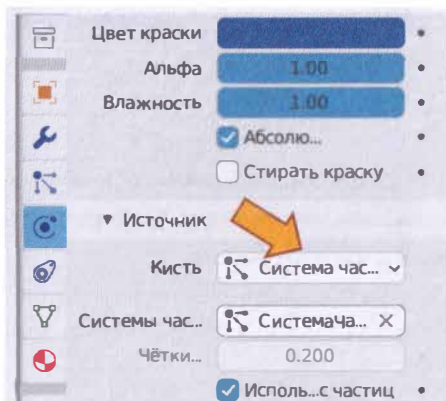 Цвет краски
Альфа 1.00
Влажность 1.00
Абсолю...
Стирать краску
Источник
Кисть Система час...
Системы час... СистемаЧа...
Чётки... 0.200
Исполь...с частиц